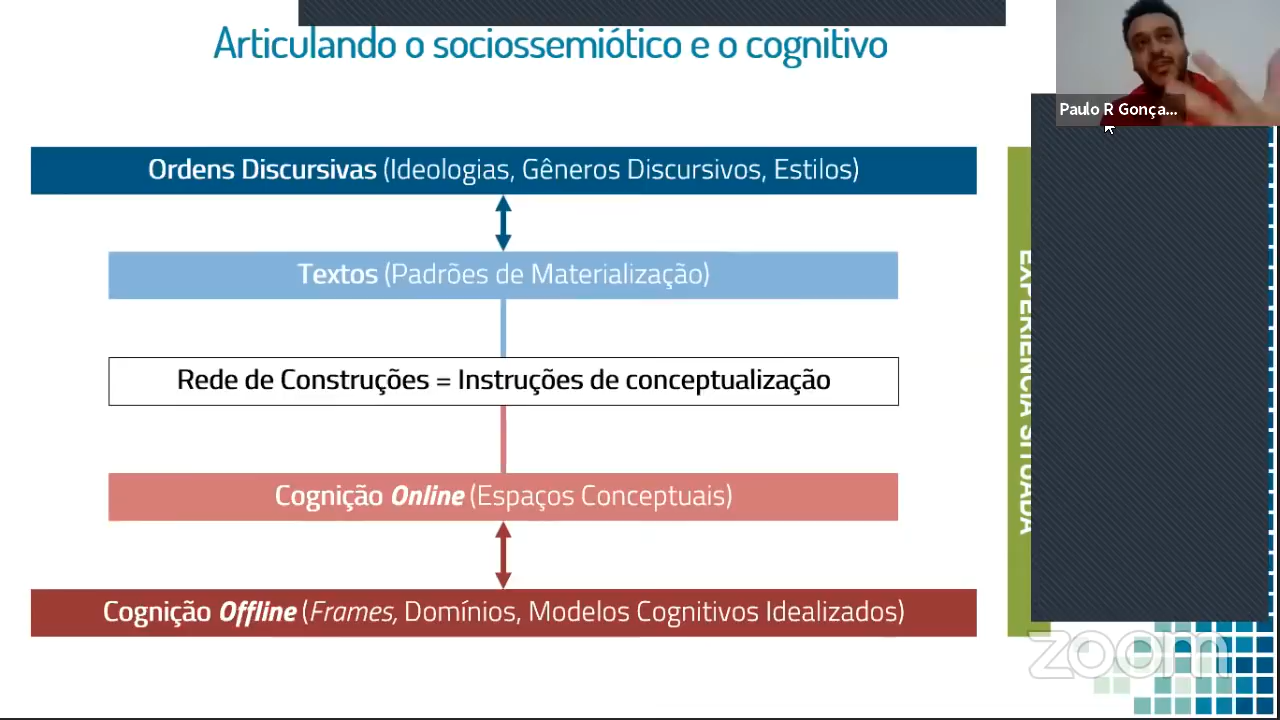 Articulando o sociossemiótico e o cognitivo
Paulo R Gonça...
Ordens Discursivas (Ideologias, Gêneros Discursivos, Estilos)
Textos (Padrões de Materialização)
Rede de Construções = Instruções de conceptualização
Cognição Online (Espaços Conceptuais)
Cognição Offline (Frames, Domínios, Modelos Cognitivos Idealizados)
EXPERIÊNCIA SITUADA
zoom